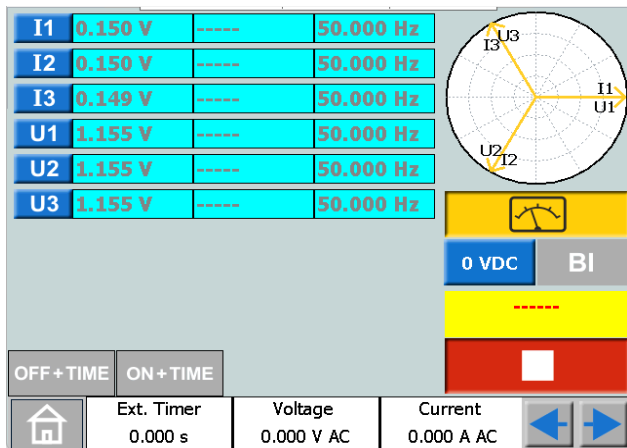 I1 0.150 V ----- 50.000 Hz
I2 0.150 V ----- 50.000 Hz
I3 0.149 V ----- 50.000 Hz
U1 1.155 V ----- 50.000 Hz
U2 1.155 V ----- 50.000 Hz
U3 1.155 V ----- 50.000 Hz
U3
I3
I1
U1
U2
I2
0 VDC BI
------
OFF+TIME ON+TIME
Ext. Timer Voltage Current
0.000 s 0.000 V AC 0.000 A AC